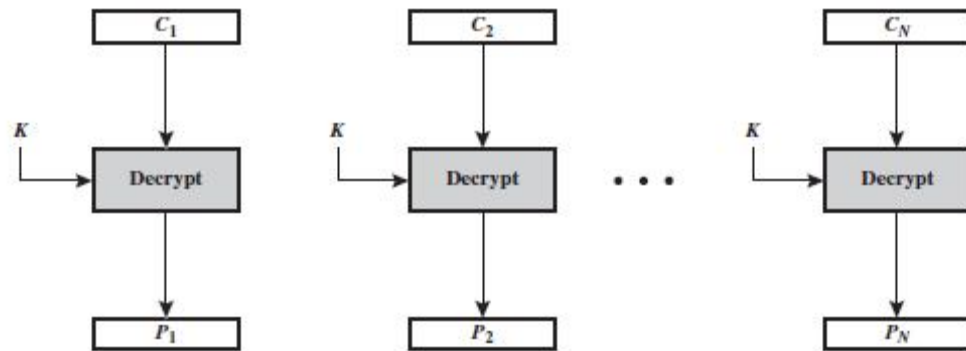 C1 C2 CN
K K K
Decrypt Decrypt • • • Decrypt
P1 P2 PN